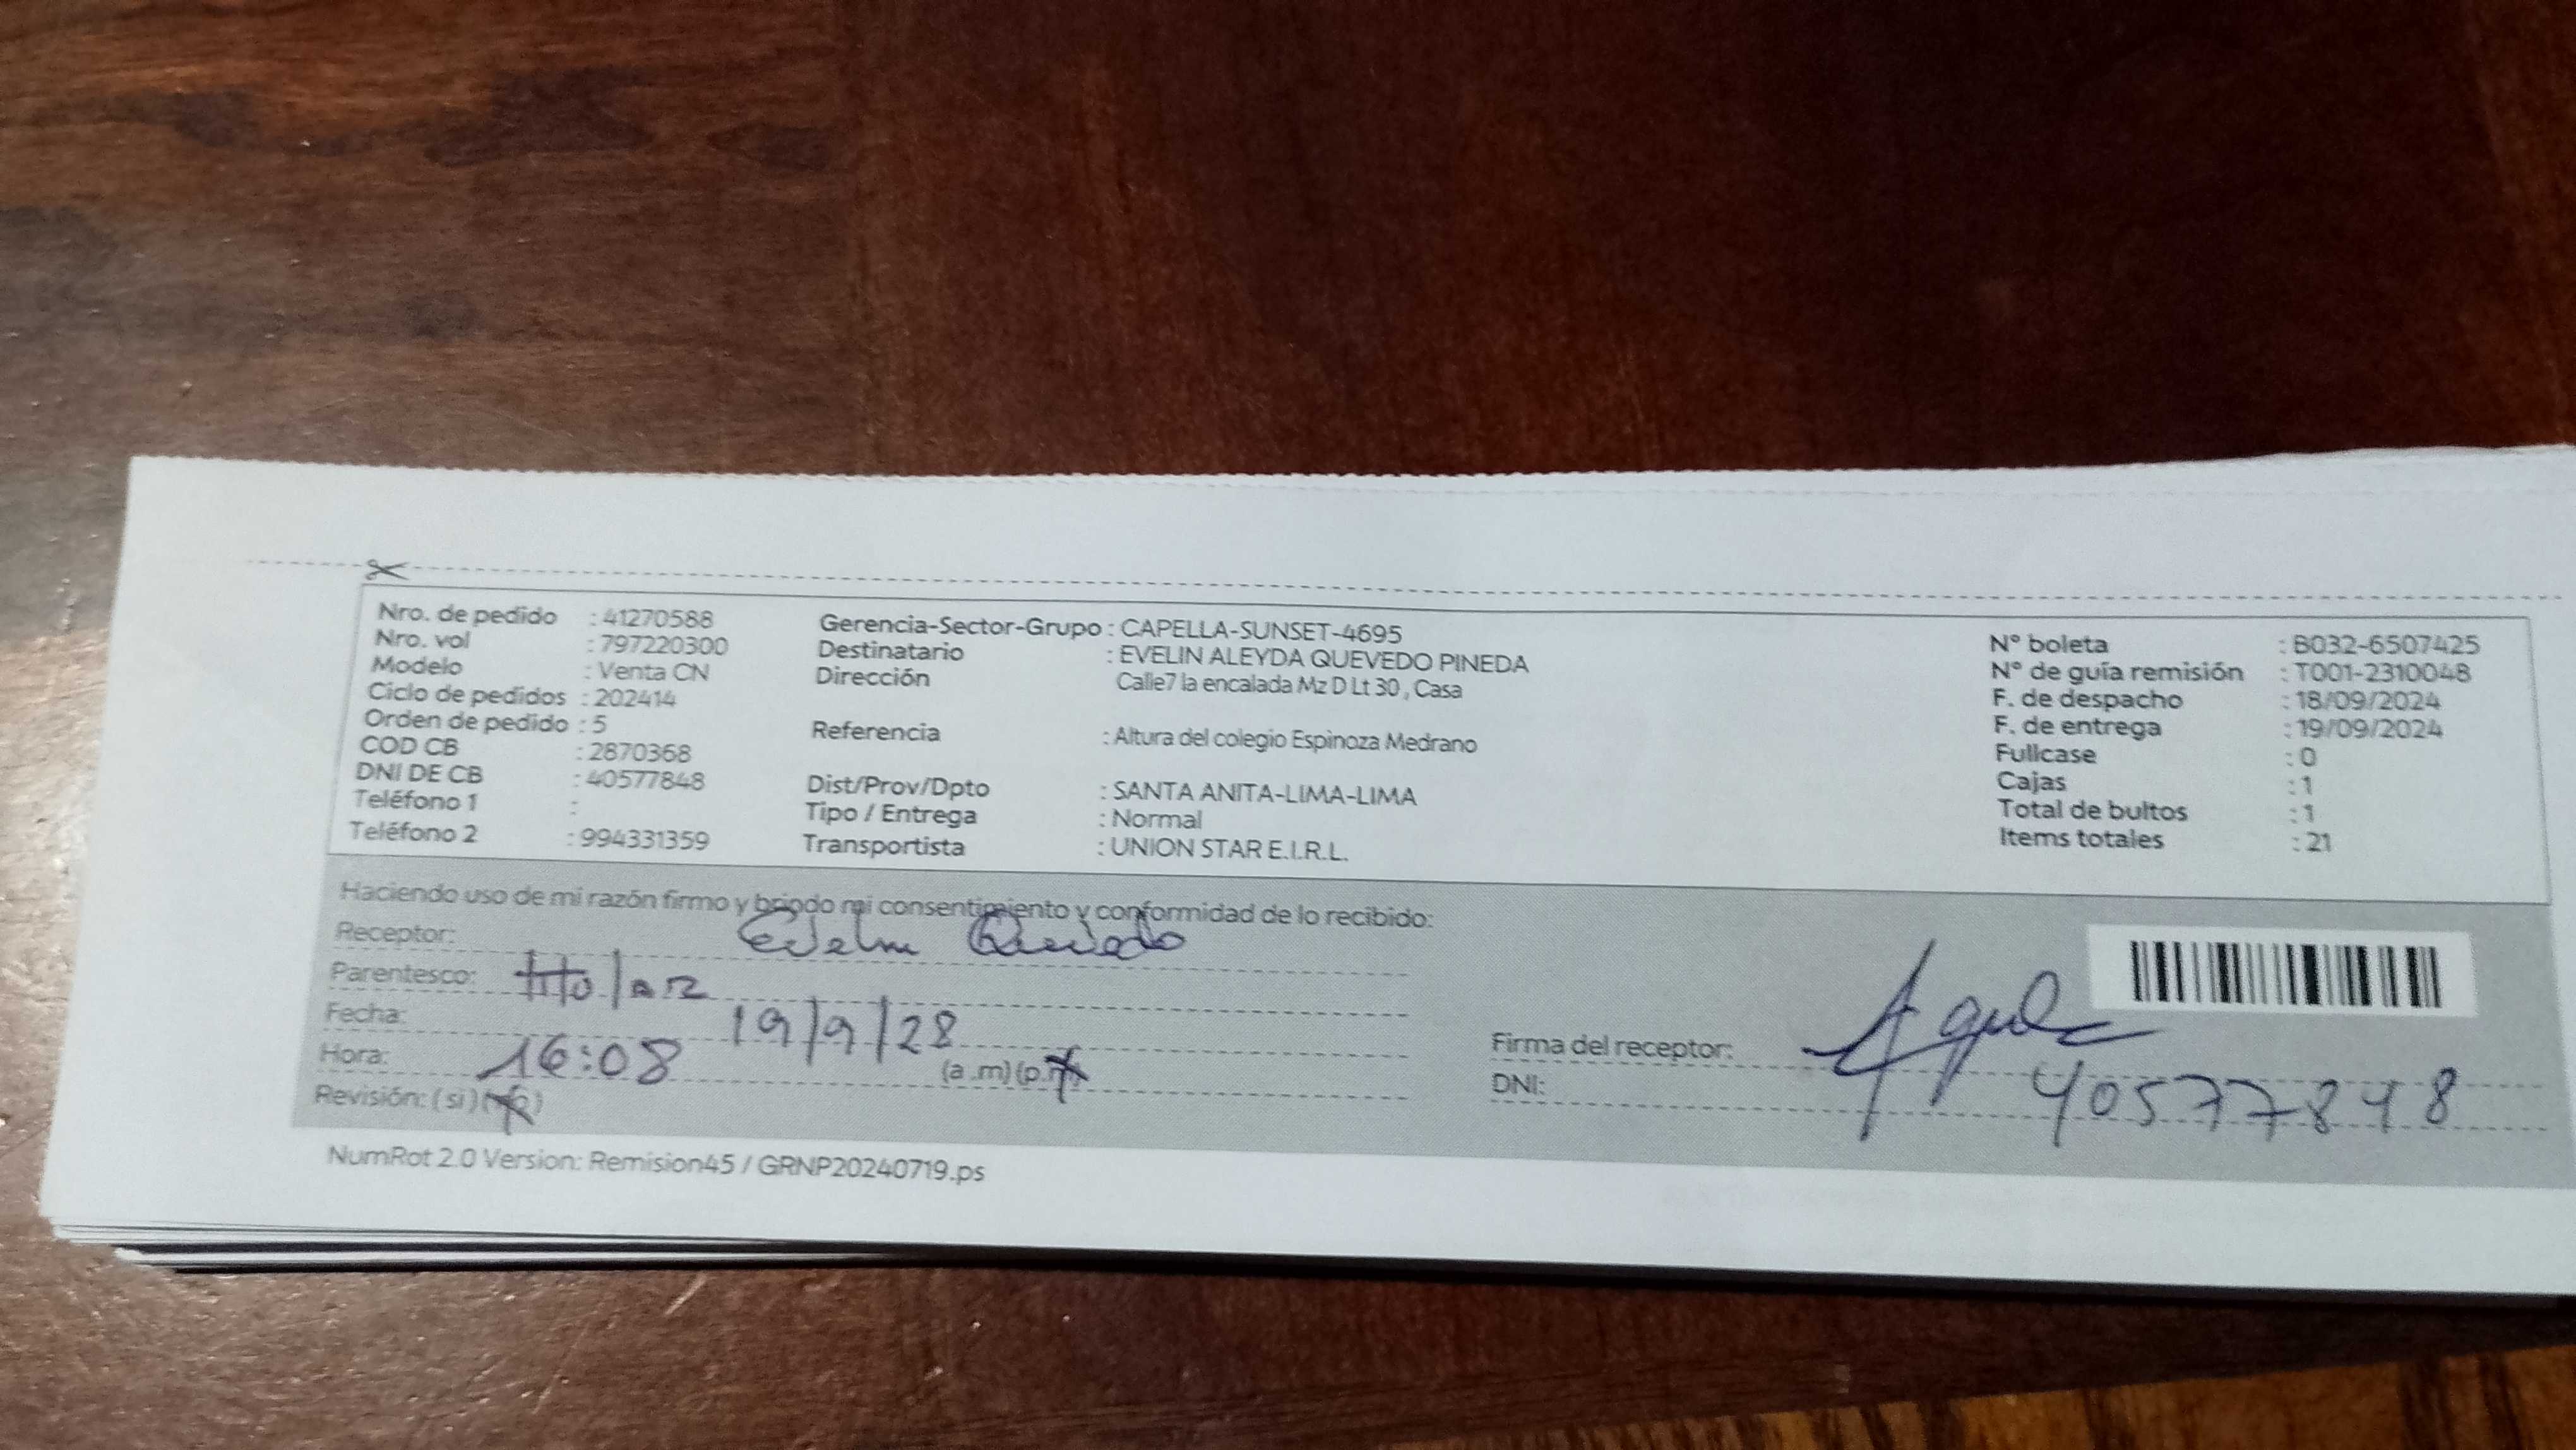 Nro. de pedido : 41270588
Nro. vol : 797220300
Modelo : Venta CN
Ciclo de pedidos : 202414
Orden de pedido : 5
COD CB : 2870368
DNI DE CB : 40577848
Teléfono 1 :
Teléfono 2 : 994331359
Gerencia-Sector-Grupo : CAPELLA-SUNSET-4695
Destinatario : EVELIN ALEYDA QUEVEDO PINEDA
Dirección Calle7 la encalada Mz D Lt 30 , Casa
Referencia : Altura del colegio Espinoza Medrano
Dist/Prov/Dpto : SANTA ANITA-LIMA-LIMA
Tipo / Entrega : Normal
Transportista : UNION STAR E.I.R.L.
N° boleta : B032-6507425
N° de guía remisión : T001-2310048
F. de despacho : 18/09/2024
F. de entrega : 19/09/2024
Fullcase : 0
Cajas : 1
Total de bultos : 1
Items totales : 21
Haciendo uso de mi razón firmo y brindo mi consentimiento y conformidad de lo recibido:
Receptor: Evelin Quevedo
Parentesco: titular
Fecha: 19/9/28
Hora: 16:08 (a .m) (p.m)
Revisión: ( si ) (no)
Firma del receptor:
DNI: 40577848
NumRot 2.0 Version: Remision45 / GRNP20240719.ps